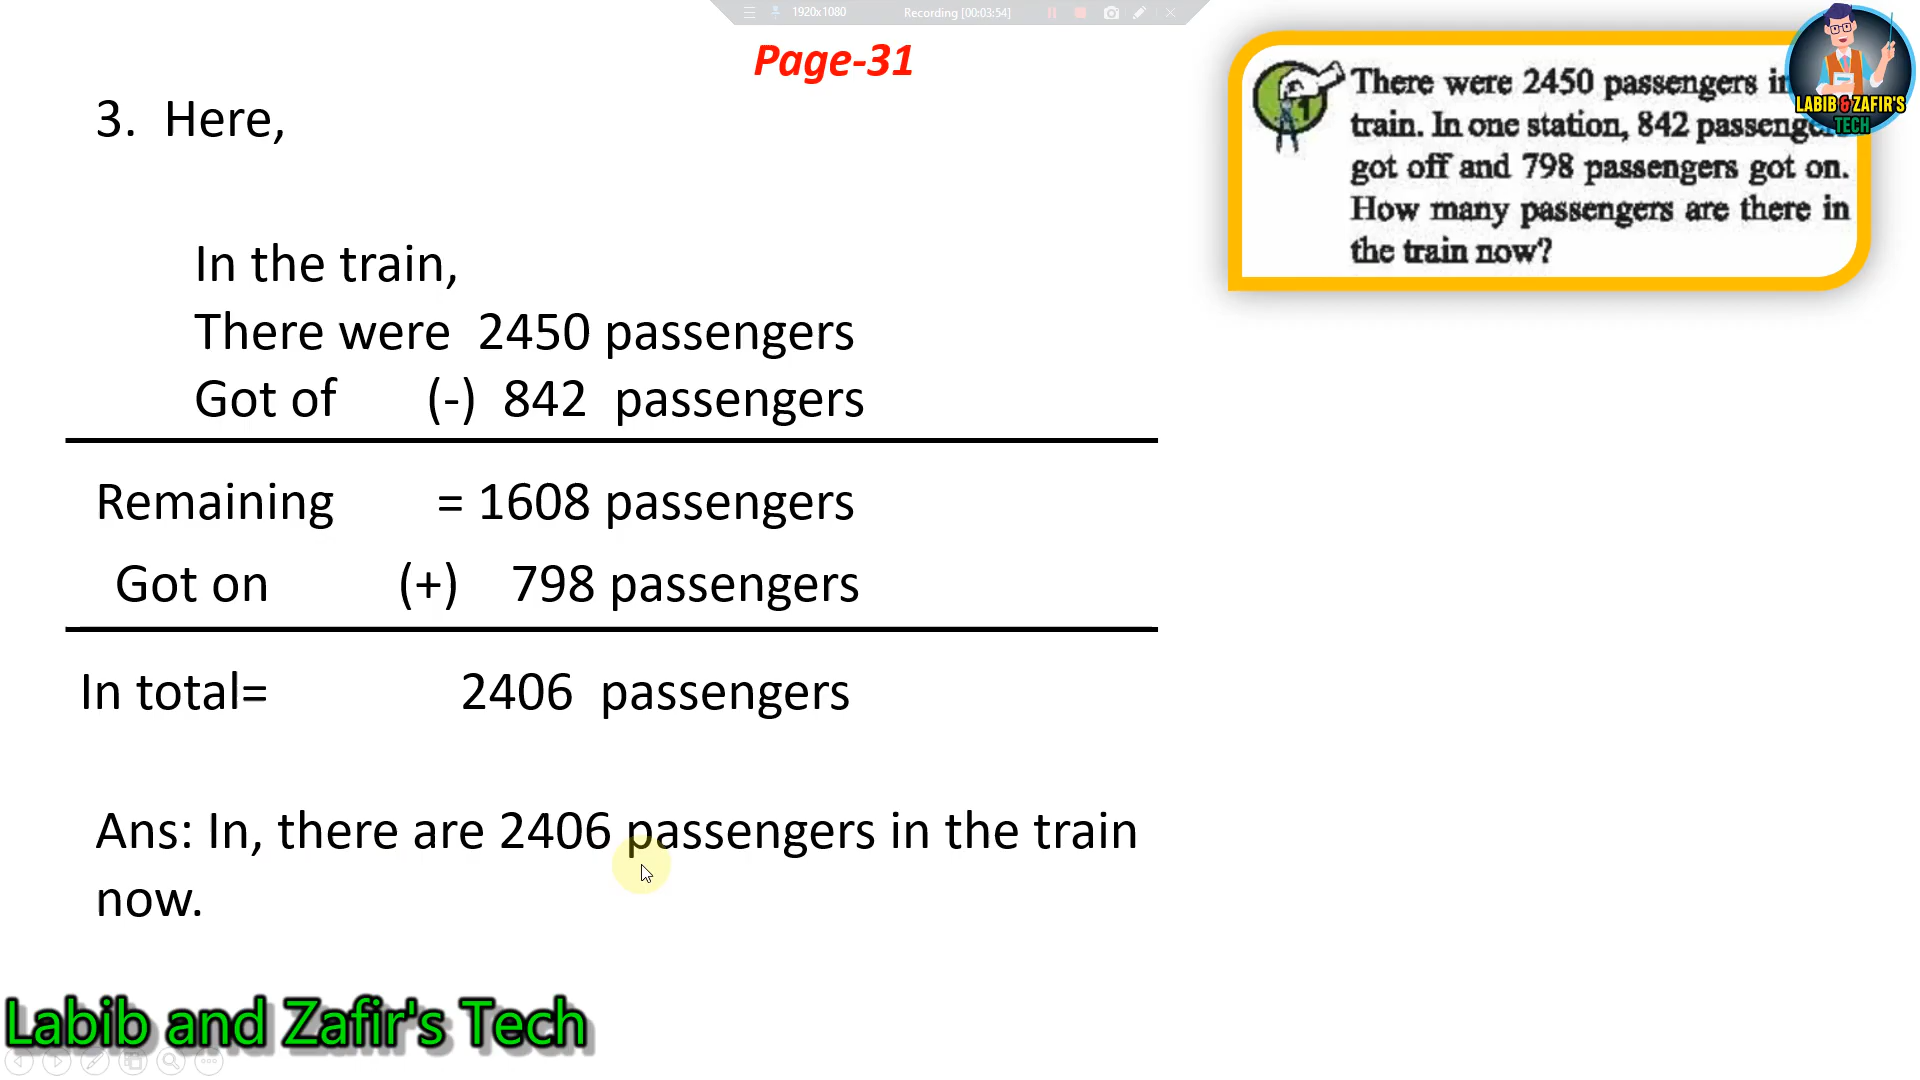 1920x1080
Recording [00:03:54]
Page-31
3. Here,
In the train,
There were 2450 passengers
Got of (-) 842 passengers
Remaining = 1608 passengers
Got on (+) 798 passengers
In total= 2406 passengers
Ans: In, there are 2406 passengers in the train
now.
There were 2450 passengers in
train. In one station, 842 passengers
got off and 798 passengers got on.
How many passengers are there in
the train now?
LABIB & ZAFIR'S
TECH
Labib and Zafir's Tech